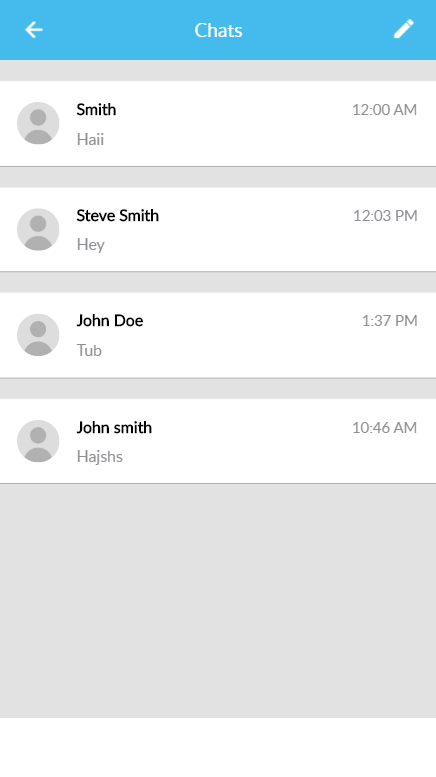 Chats
Smith
12:00 AM
Haii
Steve Smith
12:03 PM
Hey
John Doe
1:37 PM
Tub
John smith
10:46 AM
Hajshs